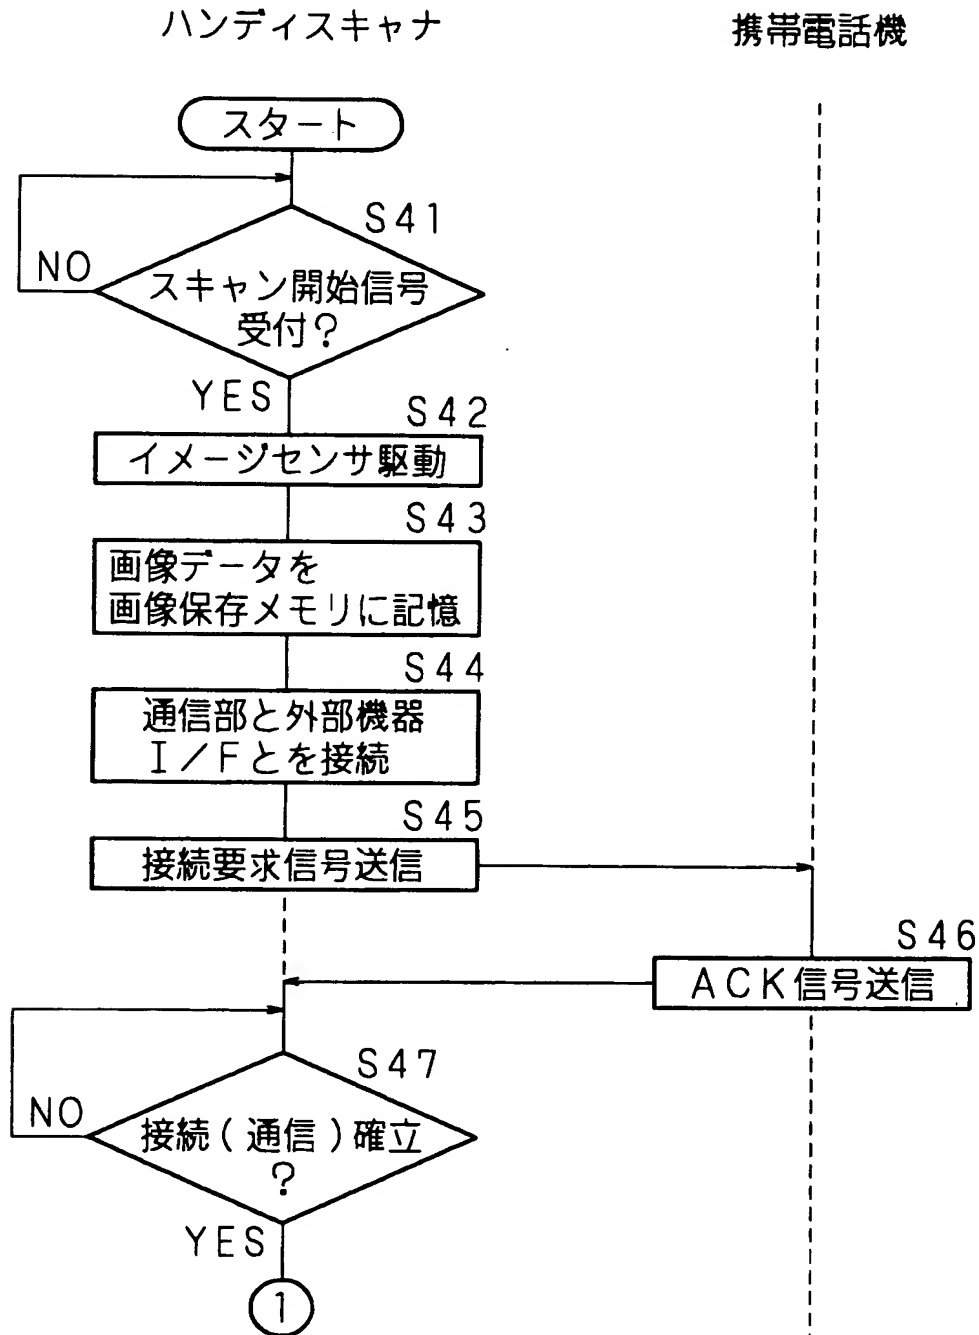 ハンディスキャナ
携帯電話機
スタート
S41
NO
スキャン開始信号
受付?
YES
S42
イメージセンサ駆動
S43
画像データを
画像保存メモリに記憶
S44
通信部と外部機器
I/Fとを接続
S45
接続要求信号送信
S46
ACK信号送信
S47
NO
接続(通信)確立
?
YES
1